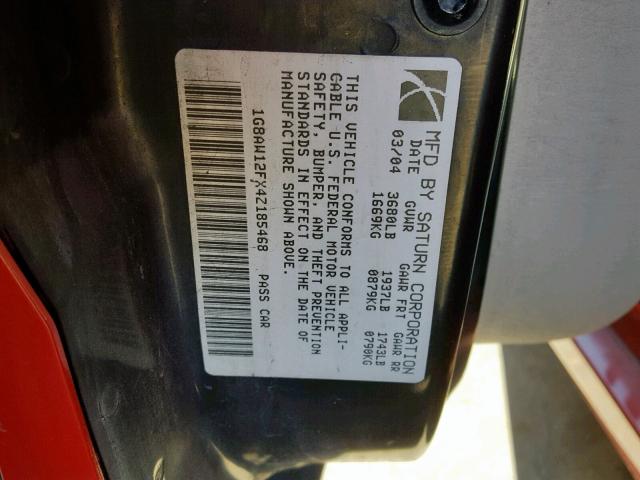 MFD BY SATURN CORPORATION
DATE GVWR GAWR FRT GAWR RR
03/04 3680LB 1937LB 1743LB
1669KG 0879KG 0790KG
THIS VEHICLE CONFORMS TO ALL APPLI-
CABLE U.S. FEDERAL MOTOR VEHICLE
SAFETY, BUMPER, AND THEFT PREVENTION
STANDARDS IN EFFECT ON THE DATE OF
MANUFACTURE SHOWN ABOVE.
1G8AW12FX4Z185468 PASS CAR